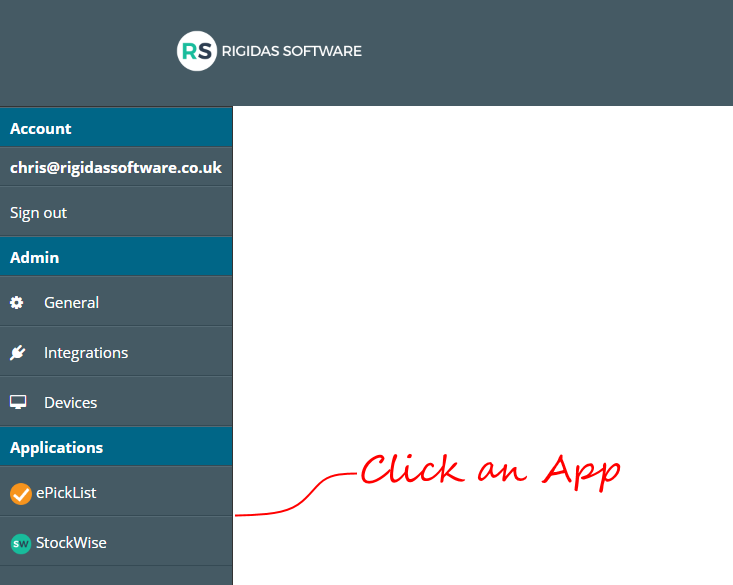 RS RIGIDAS SOFTWARE
Account
chris@rigidassoftware.co.uk
Sign out
Admin
General
Integrations
Devices
Applications
Click an App
ePickList
SW StockWise